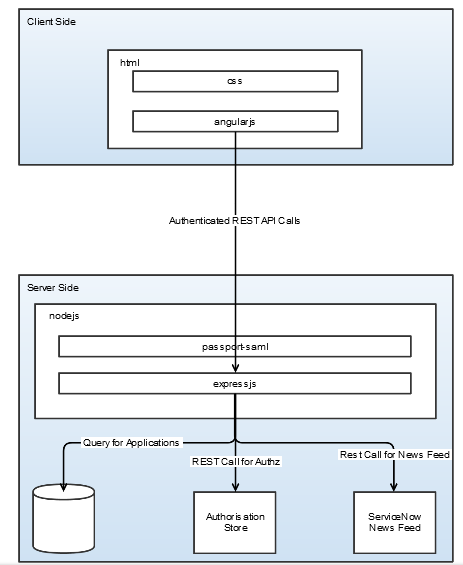 Client Side
html
css
angularjs
Authenticated REST API Calls
Server Side
nodejs
passport-saml
expressjs
Query for Applications
REST Call for Authz
Rest Call for News Feed
Authorisation
Store
ServiceNow
News Feed